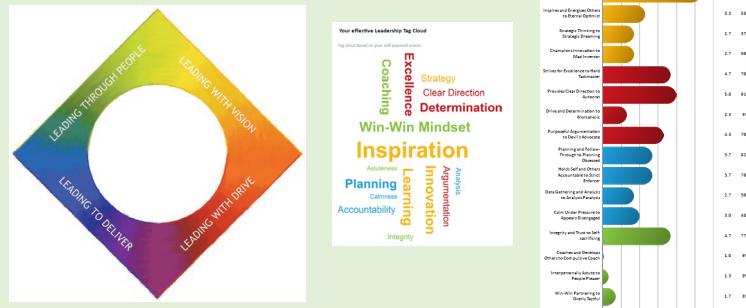 LEADING THROUGH PEOPLE
LEADING WITH VISION
LEADING TO DELIVER
LEADING WITH DRIVE
Your effective Leadership Tag Cloud
Tag cloud based on your self-assessed scores.
Coaching
Excellence
Strategy
Clear Direction
Determination
Win-Win Mindset
Inspiration
Astuteness
Planning
Calmness
Accountability
Learning
Innovation
Argumentation
Analysis
Integrity
Inspires and Energises Others
to Eternal Optimist
3.3
Strategic Thinking to
Strategic Dreaming
2.7
Champions Innovation to
Mad Inventor
2.7
Strives for Excellence to Hard
Taskmaster
4.7
Provides Clear Direction to
Autocrat
5.0
Drive and Determination to
Workaholic
2.3
Purposeful Argumentation
to Devil's Advocate
4.3
Planning and Follow-
Through to Planning
Obsessed
3.7
Holds Self and Others
Accountable to Strict
Enforcer
3.7
Data Gathering and Analysis
to Analysis Paralysis
2.7
Calm Under Pressure to
Appears Disengaged
3.0
Integrity and Trust to Self-
sacrificing
4.7
Coaches and Develops
Others to Compulsive Coach
1.0
Interpersonally Astute to
People Pleaser
1.3
Win-Win Partnering to
Overly Tactful
1.7